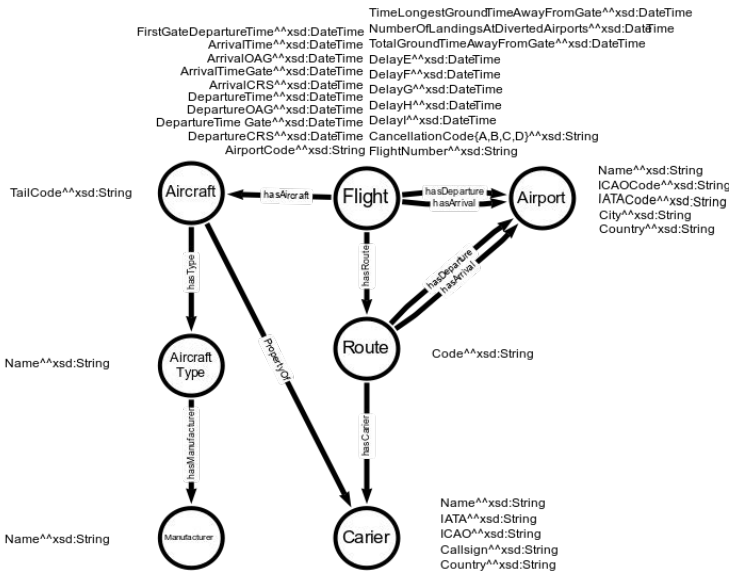 TimeLongestGroundTimeAwayFromGate^^xsd:DateTime
FirstGateDepartureTime^^xsd:DateTime
NumberOfLandingsAtDivertedAirports^^xsd:DateTime
ArrivalTime^^xsd:DateTime
TotalGroundTimeAwayFromGate^^xsd:DateTime
ArrivalOAG^^xsd:DateTime
DelayE^^xsd:DateTime
ArrivalTimeGate^^xsd:DateTime
DelayF^^xsd:DateTime
ArrivalCRS^^xsd:DateTime
DelayG^^xsd:DateTime
DepartureTime^^xsd:DateTime
DelayH^^xsd:DateTime
DepartureOAG^^xsd:DateTime
DepartureTime Gate^^xsd:DateTime
DelayI^^xsd:DateTime
DepartureCRS^^xsd:DateTime
CancellationCode{A,B,C,D}^^xsd:String
AirportCode^^xsd:String
FlightNumber^^xsd:String
TailCode^^xsd:String
Aircraft
hasAircraft
Flight
hasDeparture
hasArrival
Airport
Name^^xsd:String
ICAOCode^^xsd:String
IATACode^^xsd:String
City^^xsd:String
Country^^xsd:String
hasType
hasRoute
hasDeparture
hasArrival
Name^^xsd:String
Aircraft
Type
PropertyOf
Route
Code^^xsd:String
hasManufacturer
hasCarier
Name^^xsd:String
Manufacturer
Carier
Name^^xsd:String
IATA^^xsd:String
ICAO^^xsd:String
Callsign^^xsd:String
Country^^xsd:String